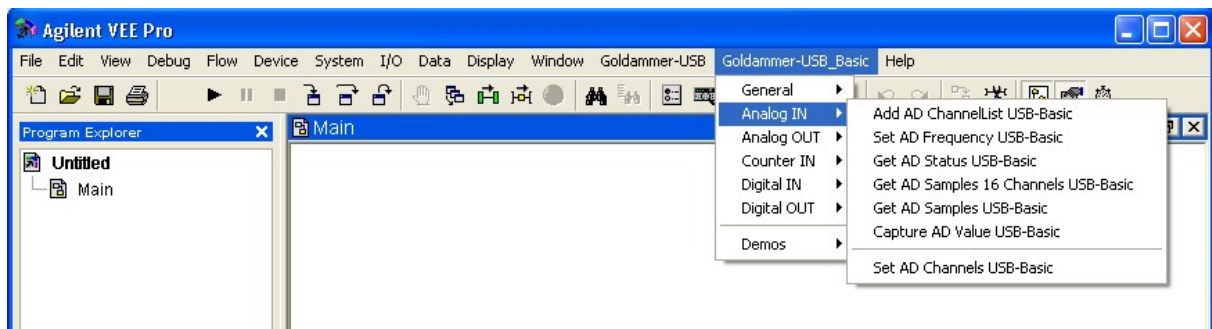 Agilent VEE Pro
File Edit View Debug Flow Device System I/O Data Display Window Goldammer-USB Goldammer-USB_Basic Help
Program Explorer
Untitled
Main
Main
General
Analog IN
Analog OUT
Counter IN
Digital IN
Digital OUT
Demos
Add AD ChannelList USB-Basic
Set AD Frequency USB-Basic
Get AD Status USB-Basic
Get AD Samples 16 Channels USB-Basic
Get AD Samples USB-Basic
Capture AD Value USB-Basic
Set AD Channels USB-Basic